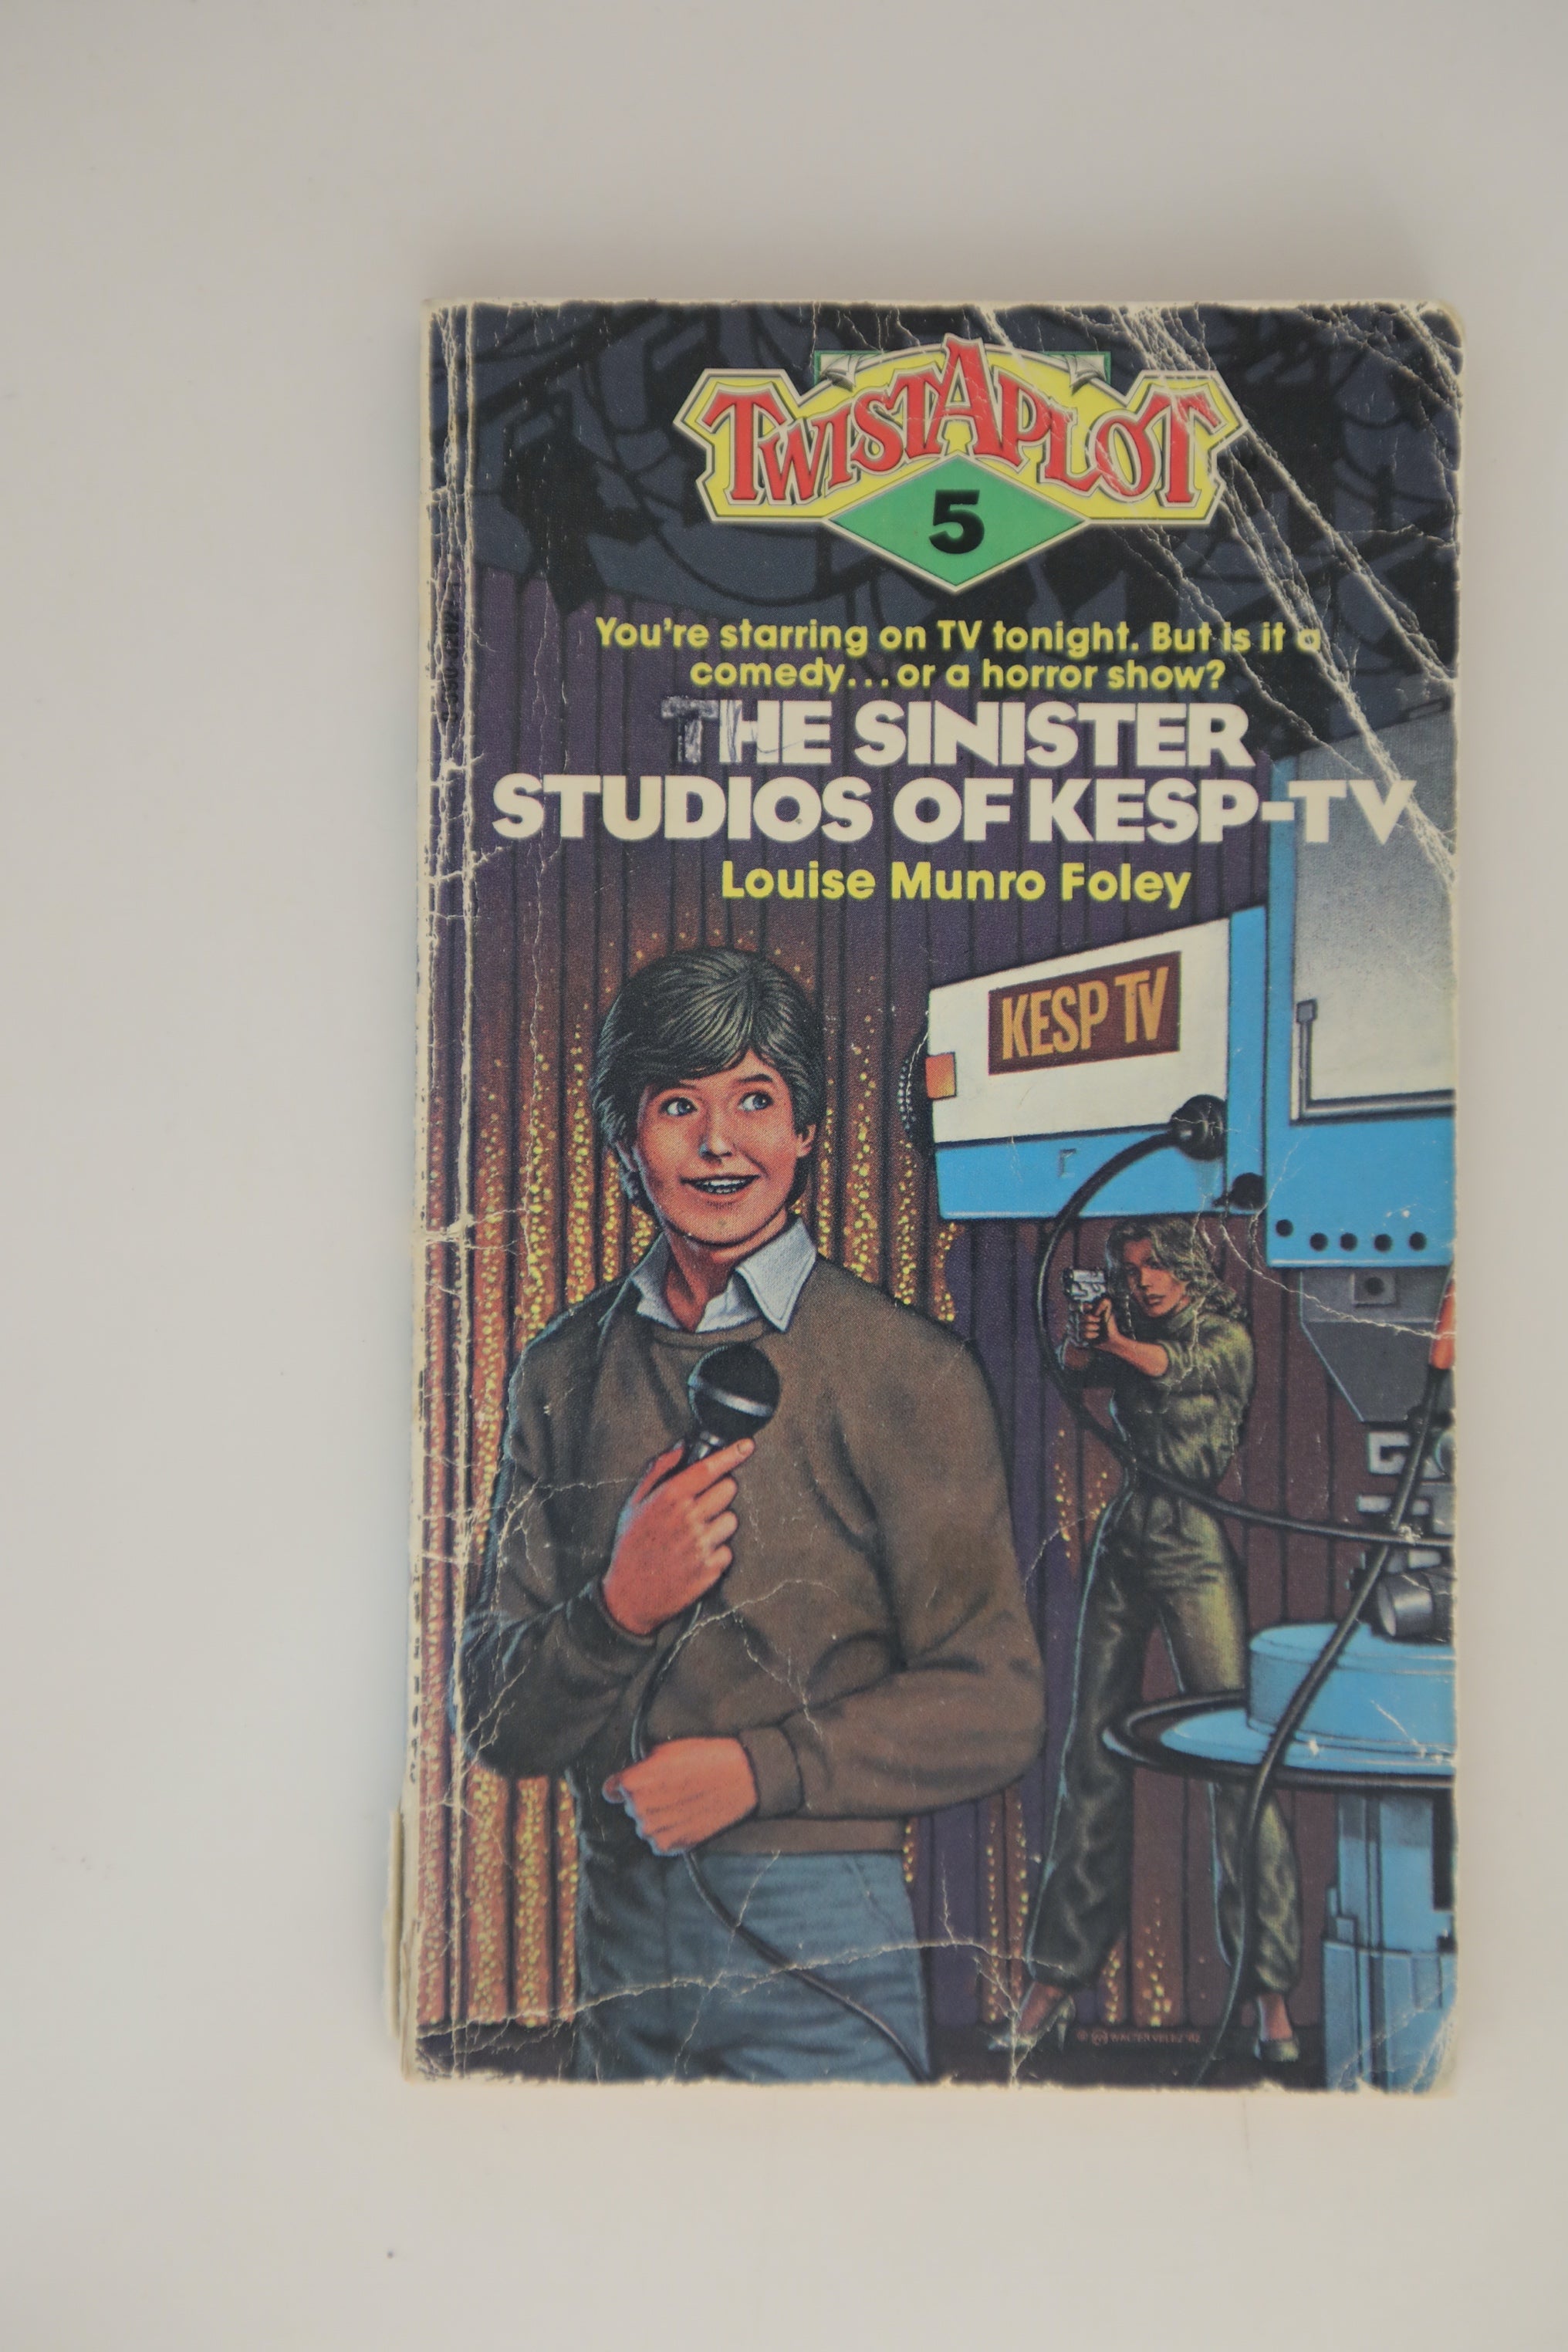 TWISTAPLOT
5
You're starring on TV tonight. But is it a
comedy...or a horror show?
THE SINISTER
STUDIOS OF KESP-TV
Louise Munro Foley
KESP TV